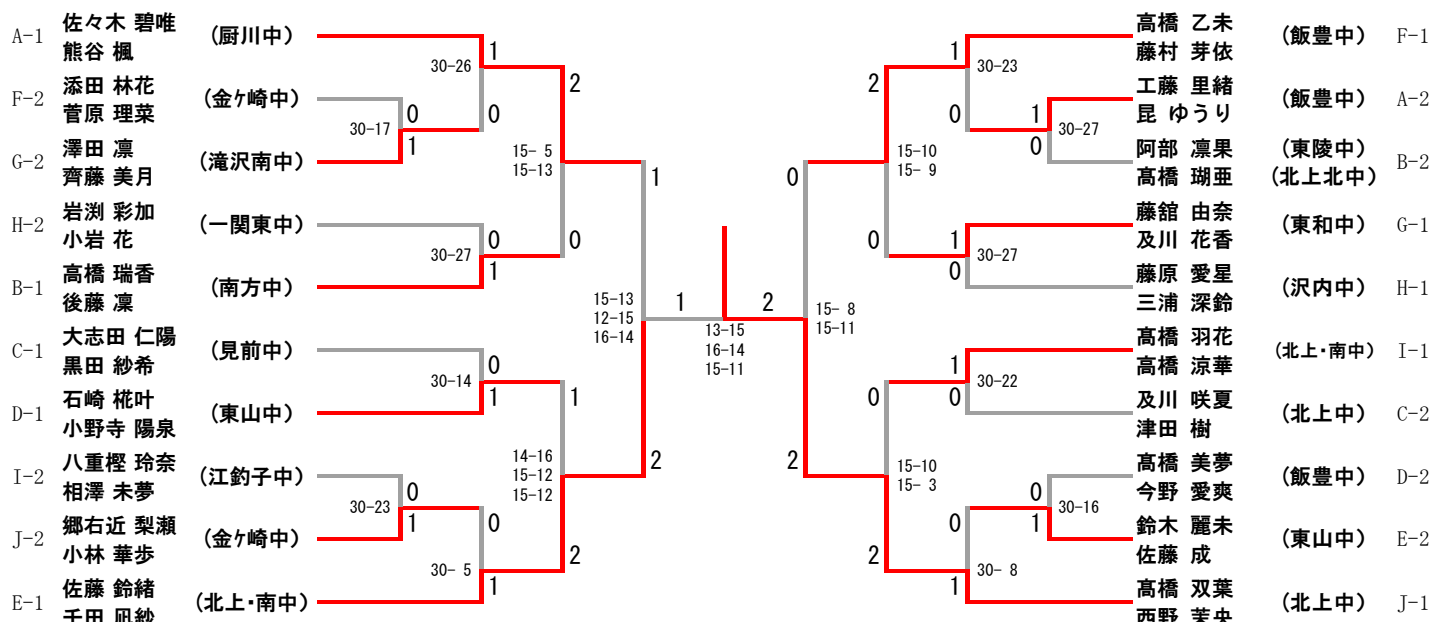 A-1 佐々木 碧唯 (厨川中)
熊谷 楓
F-2 添田 林花 (金ケ崎中)
菅原 理菜
G-2 澤田 凛 (滝沢南中)
齊藤 美月
H-2 岩渕 彩加 (一関東中)
小岩 花
B-1 高橋 瑞香 (南方中)
後藤 凜
C-1 大志田 仁陽 (見前中)
黒田 紗希
D-1 石崎 椛叶 (東山中)
小野寺 陽泉
I-2 八重樫 玲奈 (江釣子中)
相澤 未夢
J-2 郷右近 梨瀬 (金ケ崎中)
小林 華歩
E-1 佐藤 鈴緒 (北上・南中)
千田 凪紗
1
30-26
0
0
30-17
1
2
15- 5
15-13
0
0
30-27
1
1
15-13
12-15
16-14
2
0
30-14
1
1
14-16
15-12
15-12
2
0
30-23
1
0
30- 5
1
1
2
13-15
16-14
15-11
0
15- 8
15-11
2
2
15-10
15- 9
0
1
30-23
0
1
30-27
0
1
30-27
0
1
30-22
0
0
15-10
15- 3
2
0
30-16
1
0
30- 8
1
高橋 乙未 (飯豊中) F-1
藤村 芽依
工藤 里緒 (飯豊中) A-2
昆 ゆうり
阿部 凛果 (東陵中) B-2
髙橋 瑚亜 (北上北中)
藤舘 由奈 (東和中) G-1
及川 花香
藤原 愛星 (沢内中) H-1
三浦 深鈴
髙橋 羽花 (北上・南中) I-1
高橋 涼華
及川 咲夏 (北上中) C-2
津田 樹
髙橋 美夢 (飯豊中) D-2
今野 愛爽
鈴木 麗未 (東山中) E-2
佐藤 成
髙橋 双葉 (北上中) J-1
西野 茉央